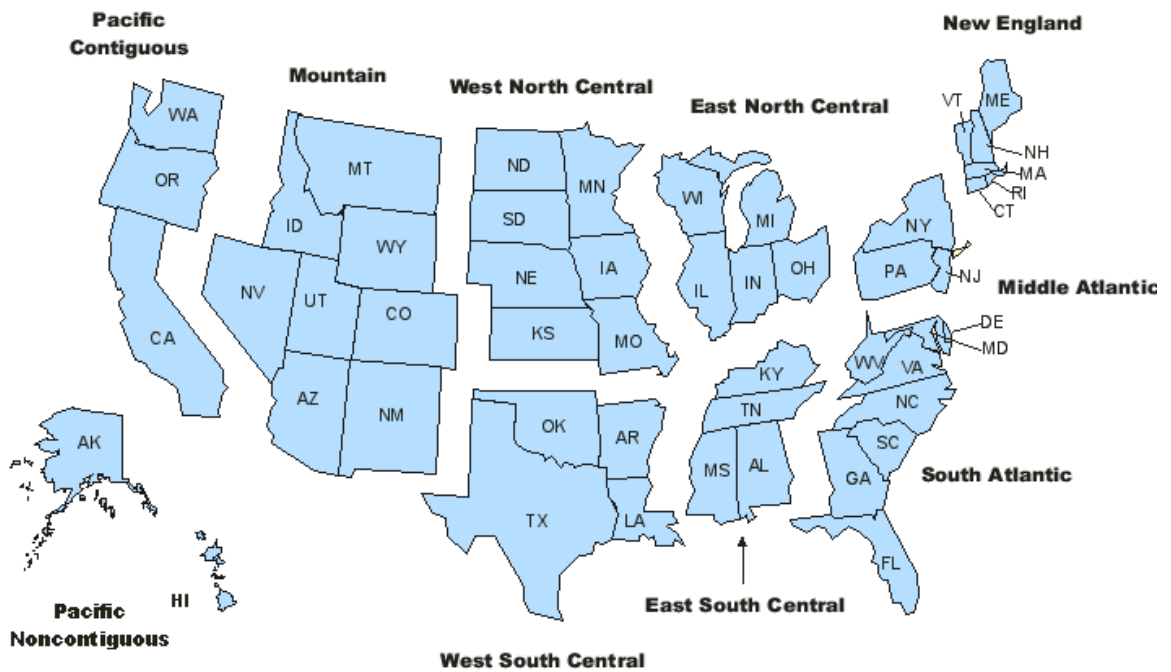 Pacific
Contiguous
Mountain
West North Central
East North Central
New England
WA
OR
CA
MT
ID
WY
NV
UT
CO
AZ
NM
ND
MN
SD
NE
IA
KS
MO
WI
MI
IL
IN
OH
VT
ME
NH
MA
RI
CT
NY
PA
NJ
Middle Atlantic
DE
MD
WV
VA
NC
SC
GA
FL
South Atlantic
KY
TN
MS
AL
East South Central
OK
AR
TX
LA
West South Central
AK
HI
Pacific
Noncontiguous